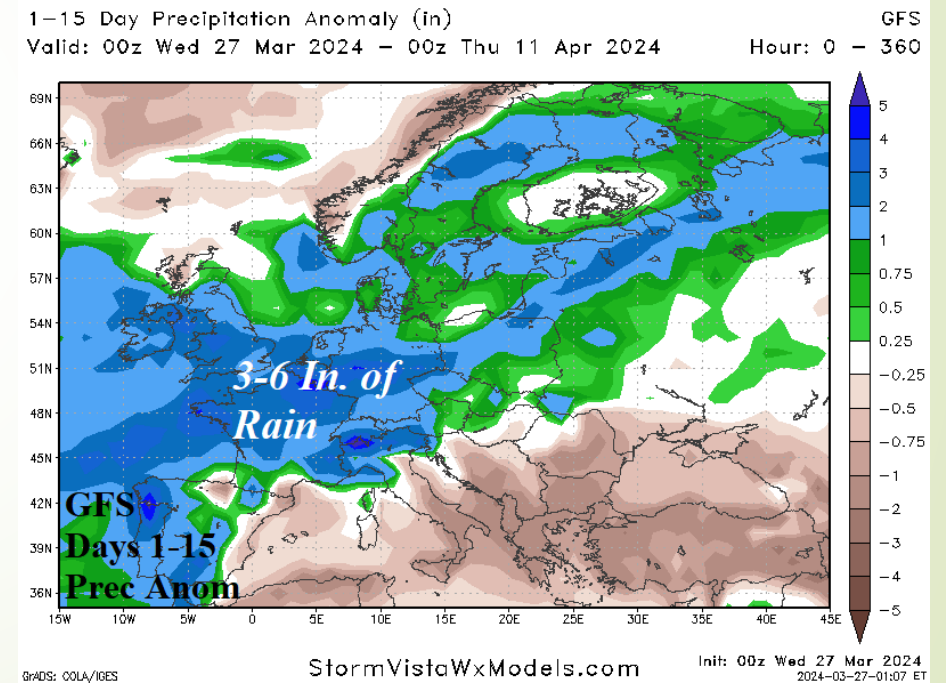 1-15 Day Precipitation Anomaly (in)
GFS
Valid: 00z Wed 27 Mar 2024 - 00z Thu 11 Apr 2024
Hour: 0 - 360
69N
66N
63N
60N
57N
54N
51N
48N
45N
42N
39N
36N
15W 10W 5W 0 5E 10E 15E 20E 25E 30E 35E 40E 45E
5
4
3
2
1
0.75
0.5
0.25
-0.25
-0.5
-0.75
-1
-2
-3
-4
-5
3-6 In. of
Rain
GFS
Days 1-15
Prec Anom
GrADS: COLA/IGES
StormVistaWxModels.com
Init: 00z Wed 27 Mar 2024
2024-03-27-01:07 ET